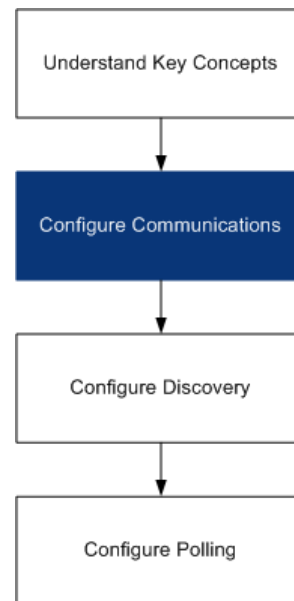 Understand Key Concepts
Configure Communications
Configure Discovery
Configure Polling